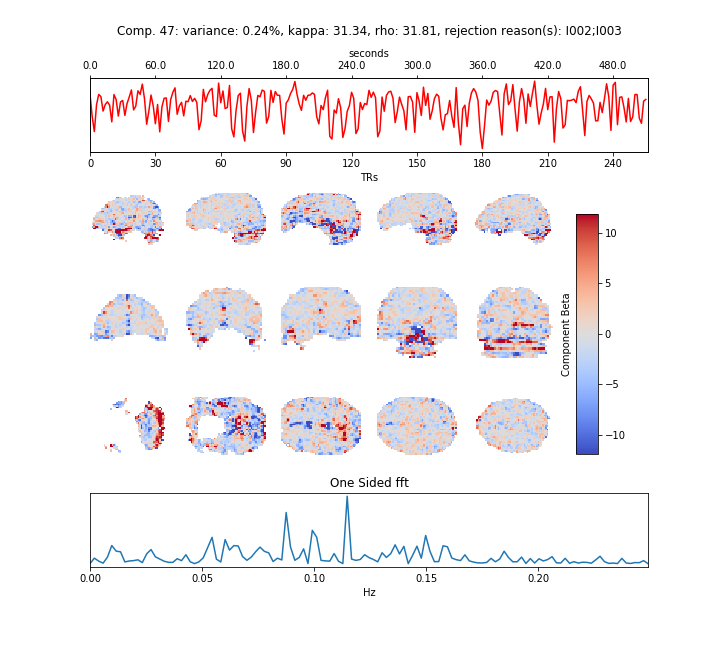 Comp. 47: variance: 0.24%, kappa: 31.34, rho: 31.81, rejection reason(s): I002;I003
seconds
0.0 60.0 120.0 180.0 240.0 300.0 360.0 420.0 480.0
0 30 60 90 120 150 180 210 240
TRs
10
5
0
−5
−10
Component Beta
One Sided fft
0.00 0.05 0.10 0.15 0.20
Hz